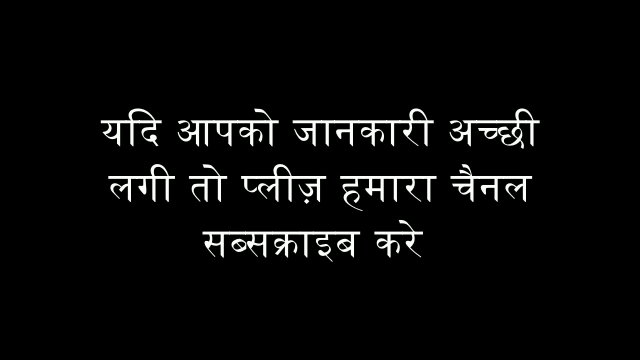 यदि आपको जानकारी अच्छी
लगी तो प्लीज़ हमारा चैनल
सब्सक्राइब करे